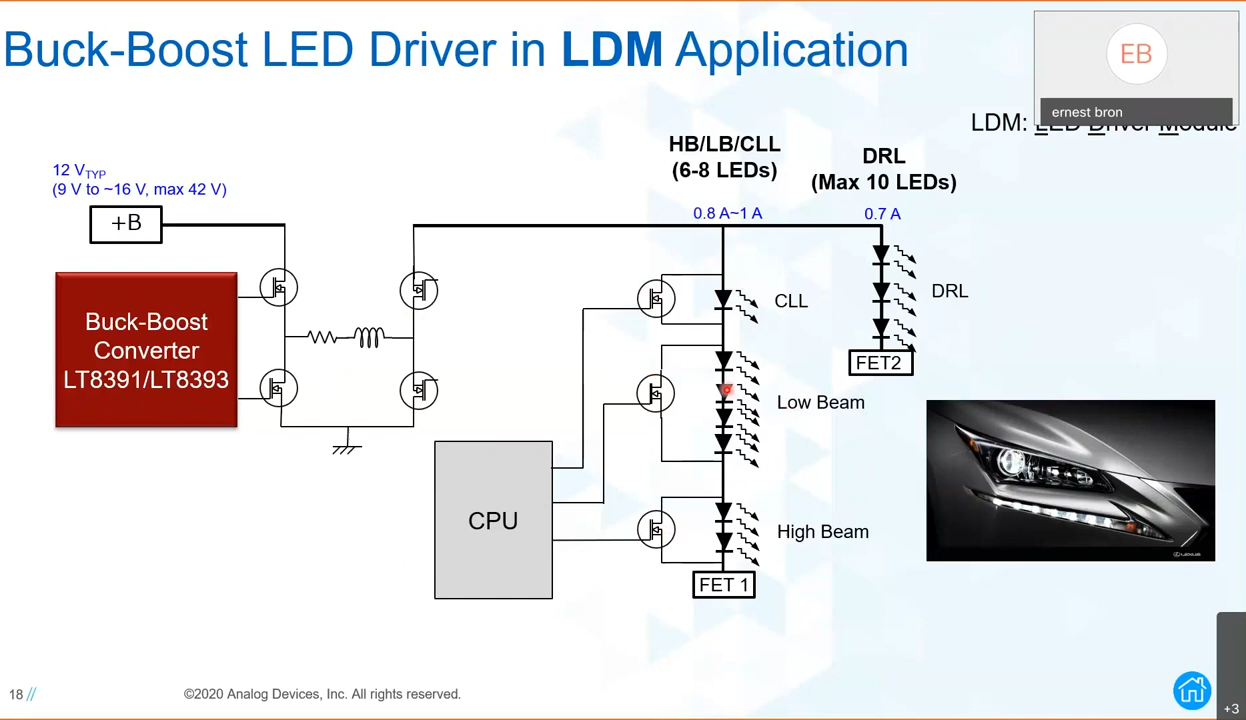 Buck-Boost LED Driver in LDM Application
EB
ernest bron
LDM: LED Driver Module
HB/LB/CLL
(6-8 LEDs)
DRL
(Max 10 LEDs)
12 VTYP
(9 V to ~16 V, max 42 V)
0.8 A~1 A
0.7 A
+B
CLL
DRL
Buck-Boost
Converter
LT8391/LT8393
FET2
Low Beam
CPU
High Beam
LEXUS
FET 1
18 //
©2020 Analog Devices, Inc. All rights reserved.
+3